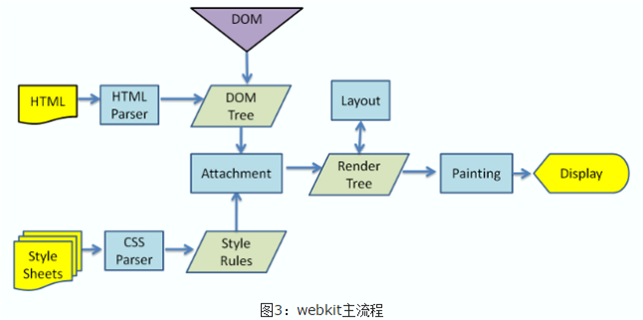 DOM
HTML
HTML
Parser
DOM
Tree
Layout
Attachment
Render
Tree
Painting
Display
Style
Sheets
CSS
Parser
Style
Rules
图3：webkit主流程